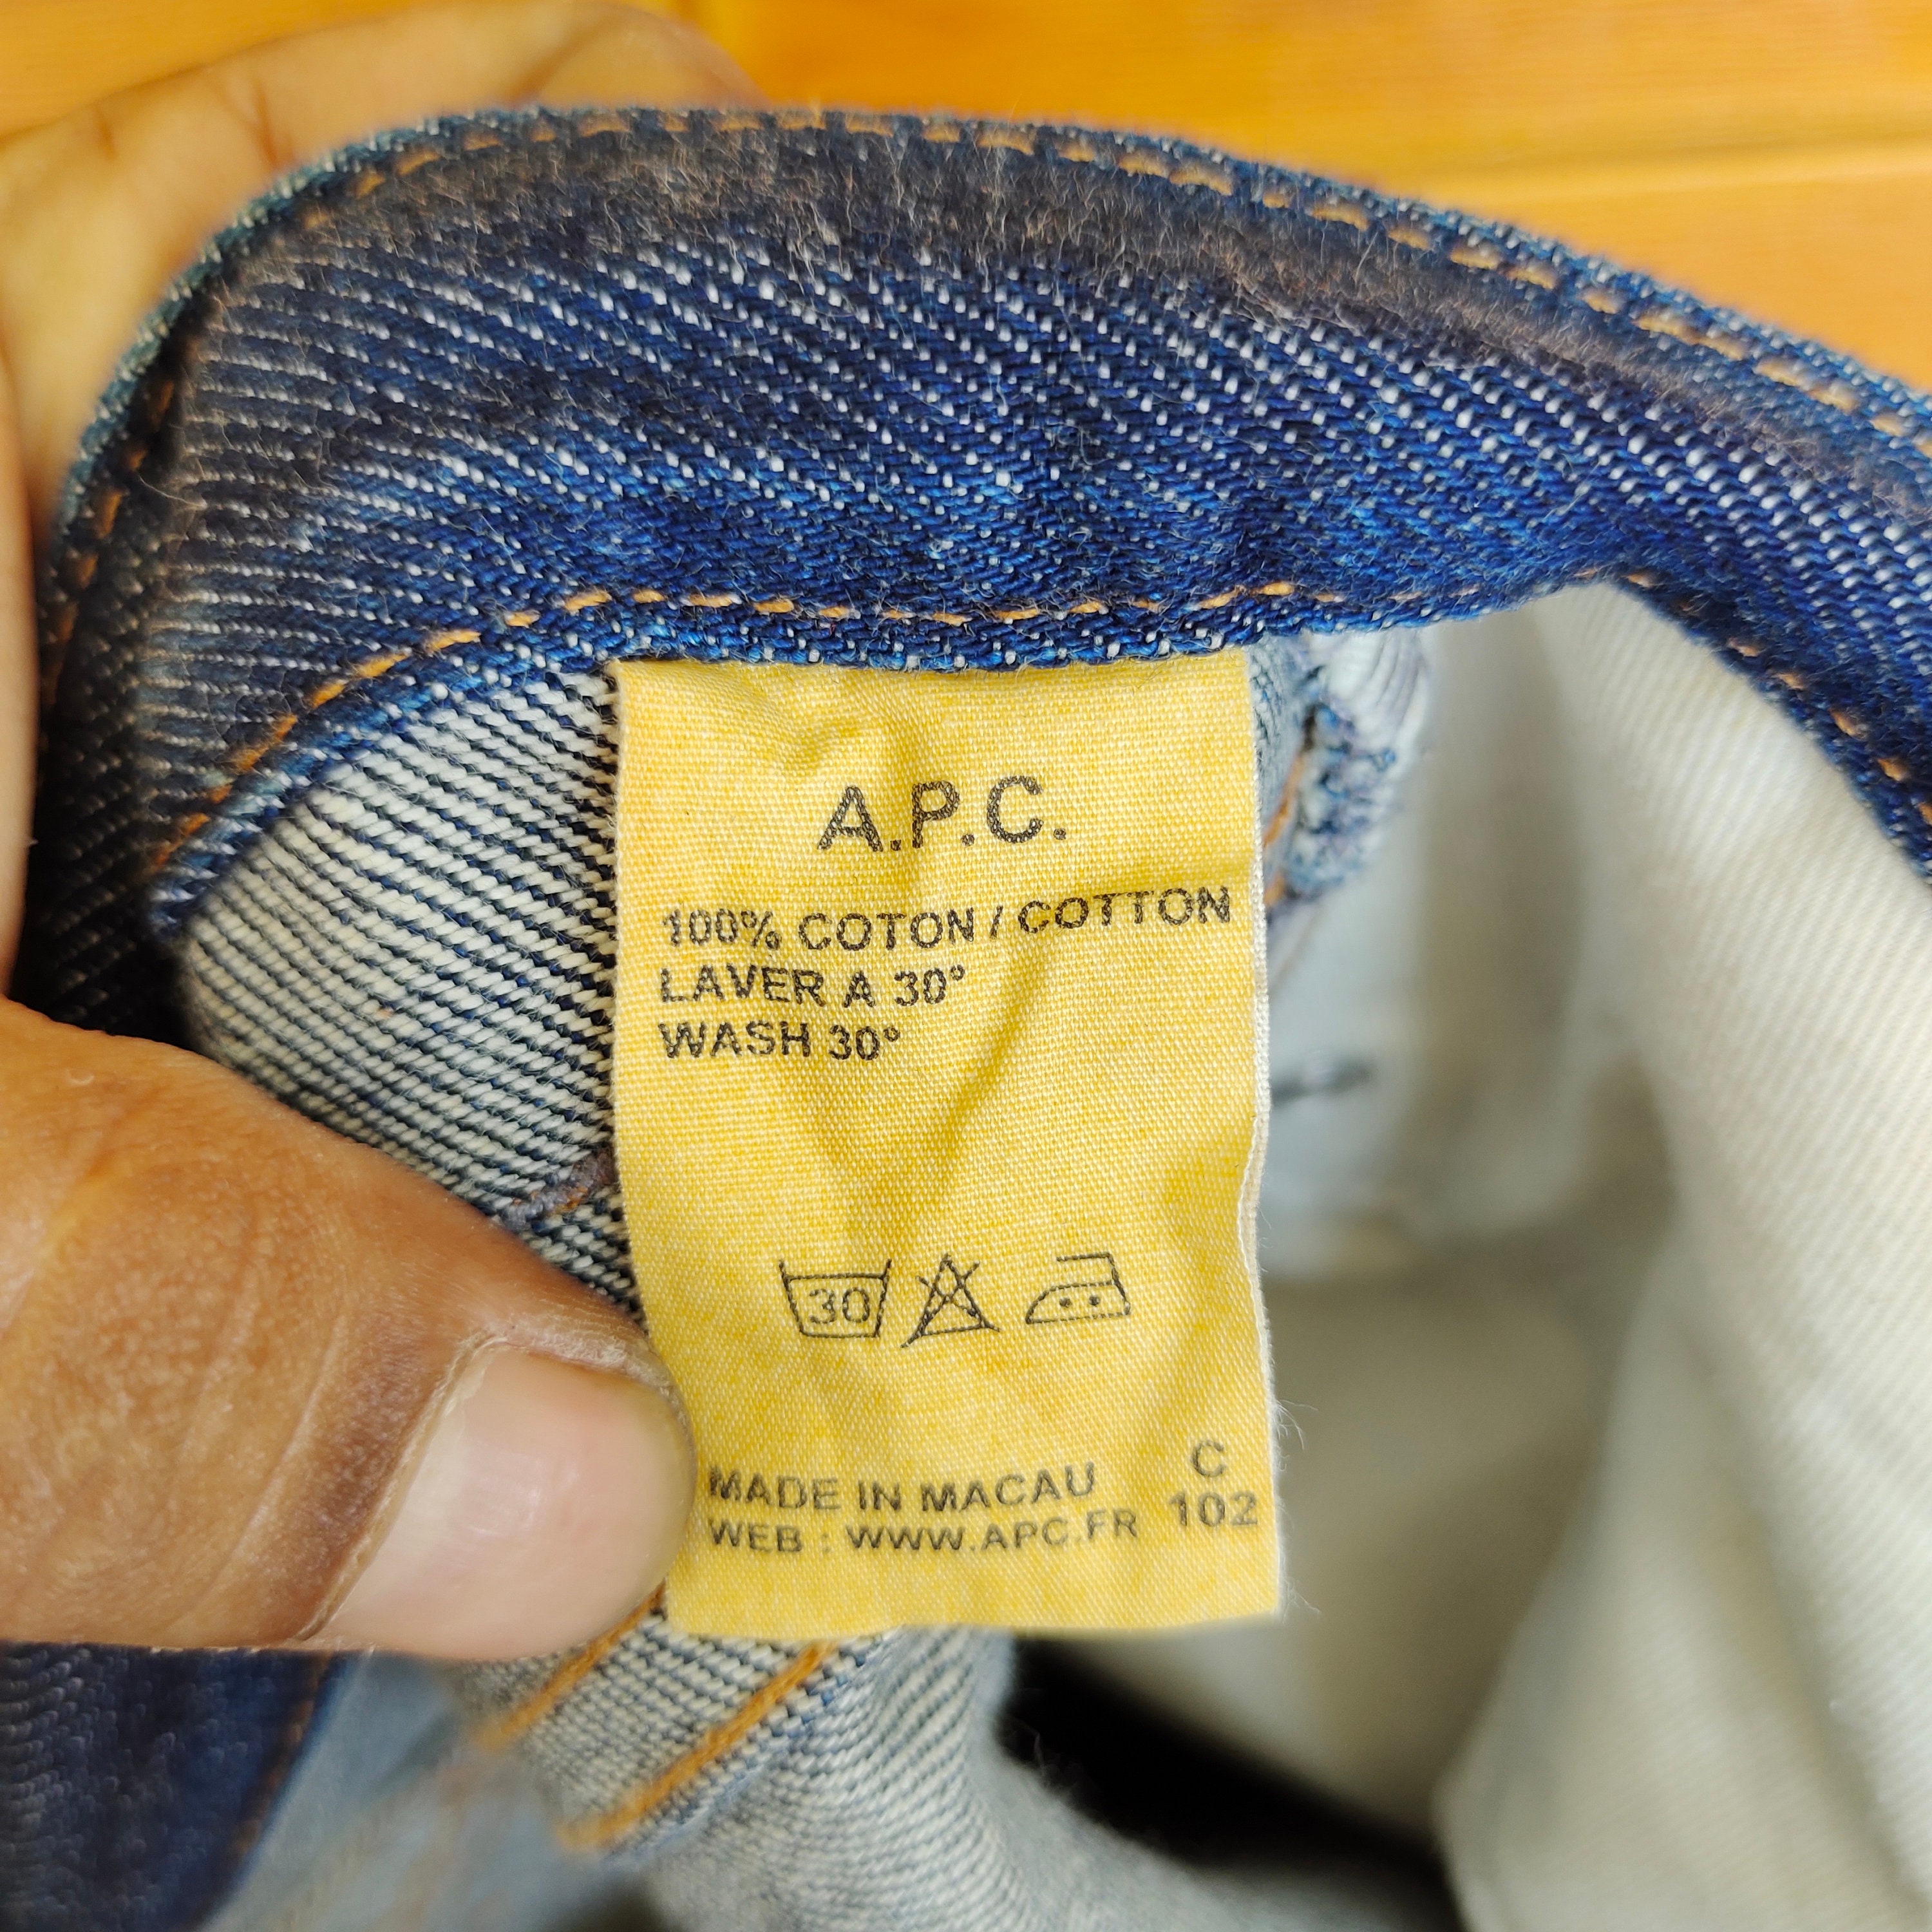 A.P.C.
100% COTON / COTTON
LAVER A 30°
WASH 30°
30
MADE IN MACAU
WEB : WWW.APC.FR
C
102